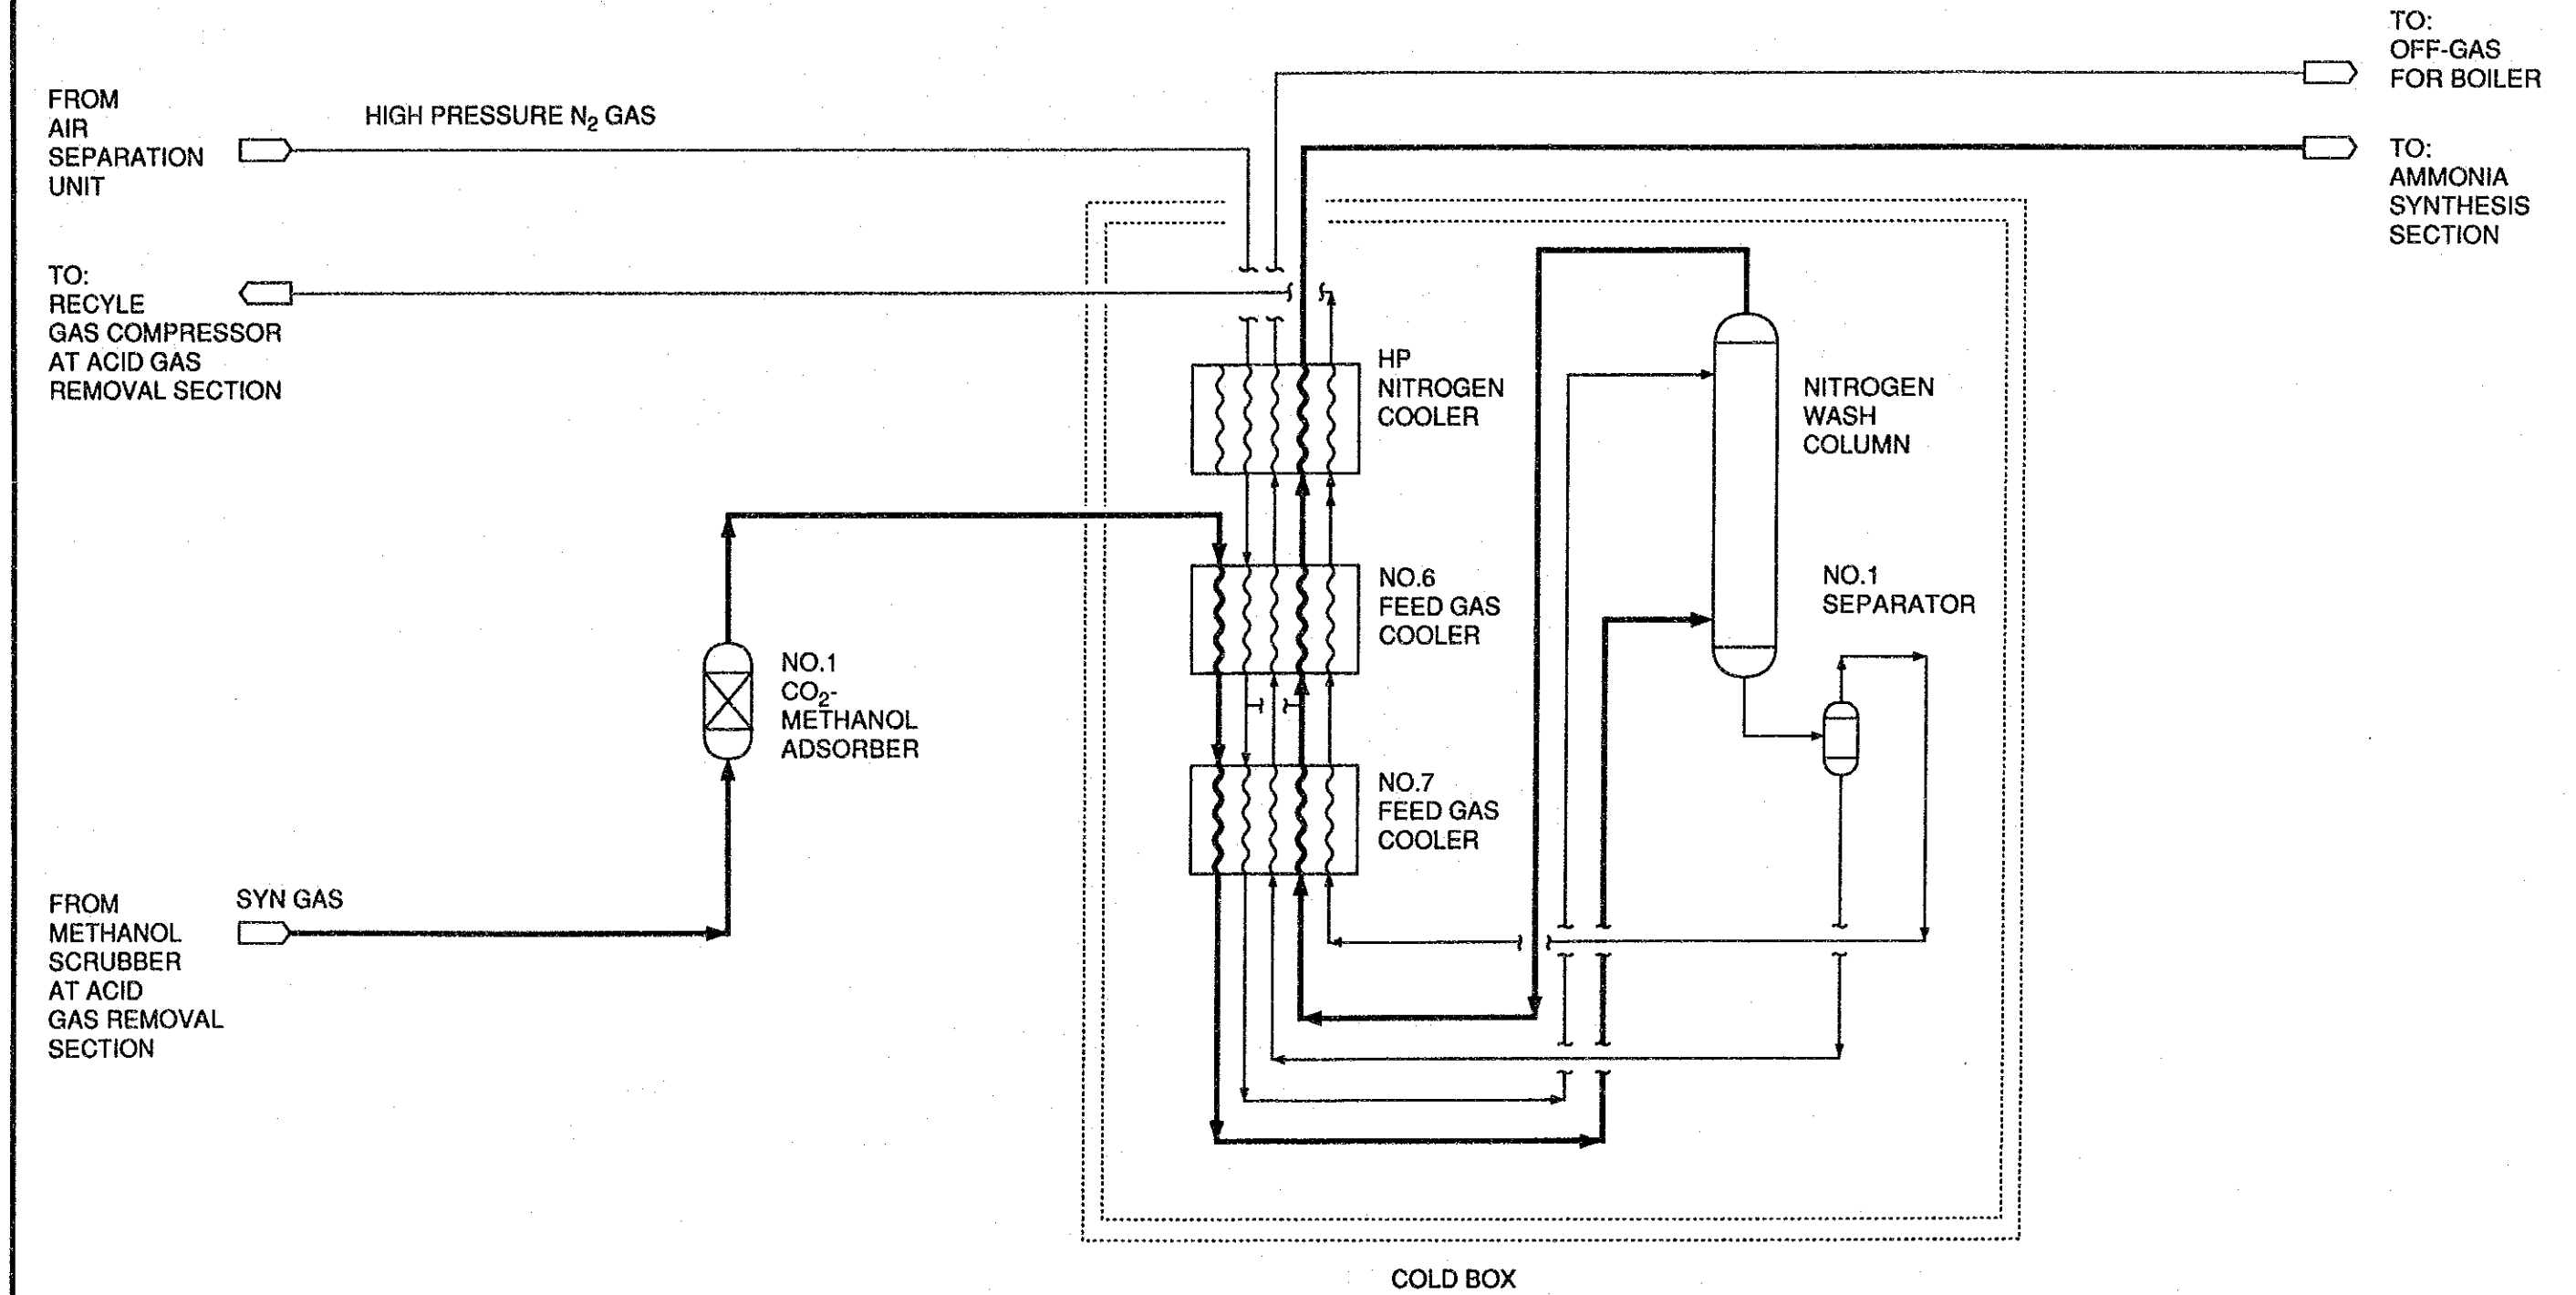 TO:
OFF-GAS
FOR BOILER
FROM
AIR
SEPARATION
UNIT
HIGH PRESSURE N₂ GAS
TO:
AMMONIA
SYNTHESIS
SECTION
TO:
RECYLE
GAS COMPRESSOR
AT ACID GAS
REMOVAL SECTION
HP
NITROGEN
COOLER
NITROGEN
WASH
COLUMN
NO.6
FEED GAS
COOLER
NO.1
SEPARATOR
NO.1
CO₂-
METHANOL
ADSORBER
NO.7
FEED GAS
COOLER
SYN GAS
FROM
METHANOL
SCRUBBER
AT ACID
GAS REMOVAL
SECTION
COLD BOX